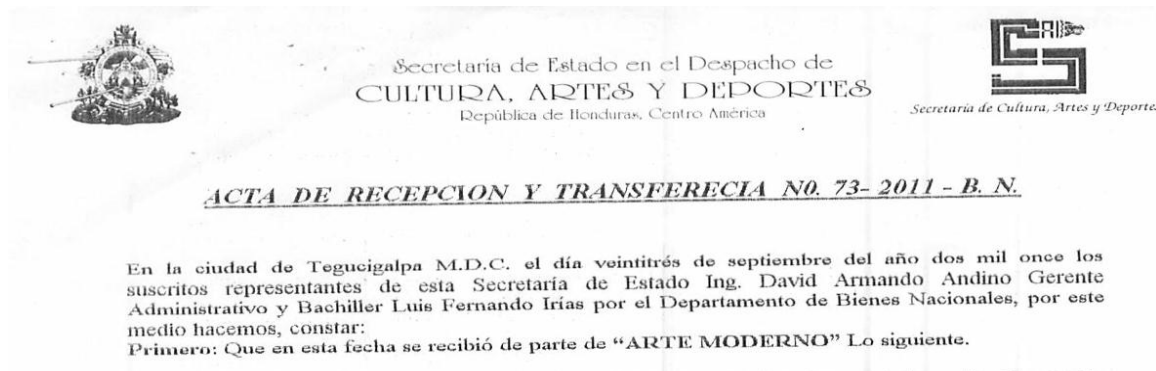 Secretaría de Estado en el Despacho de
CULTURA, ARTES Y DEPORTES
República de Honduras, Centro América
Secretaría de Cultura, Artes y Deporte
ACTA DE RECEPCION Y TRANSFERECIA N0. 73- 2011 - B. N.
En la ciudad de Tegucigalpa M.D.C. el día veintitrés de septiembre del año dos mil once los
suscritos representantes de esta Secretaría de Estado Ing. David Armando Andino Gerente
Administrativo y Bachiller Luis Fernando Irías por el Departamento de Bienes Nacionales, por este
medio hacemos, constar:
Primero: Que en esta fecha se recibió de parte de “ARTE MODERNO” Lo siguiente.